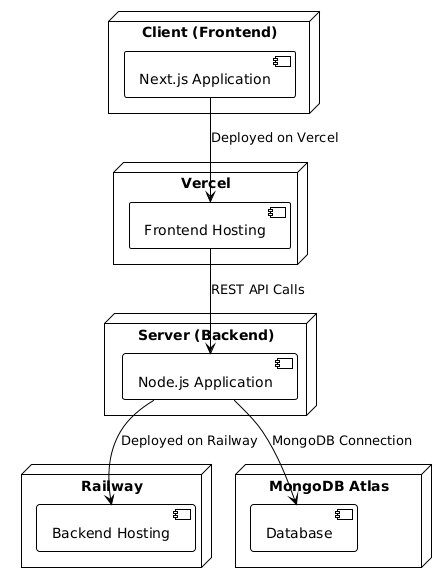 Client (Frontend)
Next.js Application
Deployed on Vercel
Vercel
Frontend Hosting
REST API Calls
Server (Backend)
Node.js Application
Deployed on Railway
MongoDB Connection
Railway
Backend Hosting
MongoDB Atlas
Database